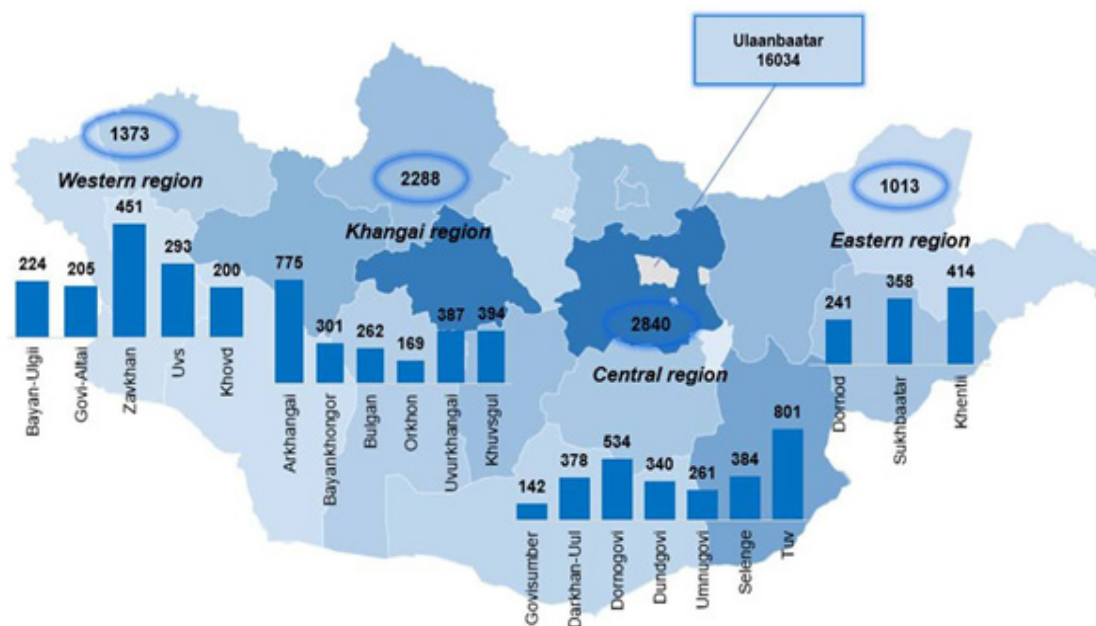 Ulaanbaatar
16034
1373
Western region
451
293
224
205
200
Bayan-Ulgii
Govi-Altai
Zavkhan
Uvs
Khovd
2288
Khangai region
775
301
262
169
387
394
Arkhangai
Bayankhongor
Bulgan
Orkhon
Uvurkhangai
Khuvsgul
2840
Central region
142
378
534
340
261
384
801
Govisumber
Darkhan-Uul
Dornogovi
Dundgovi
Umnugovi
Selenge
Tuv
1013
Eastern region
241
358
414
Dornod
Sukhbaatar
Khentii